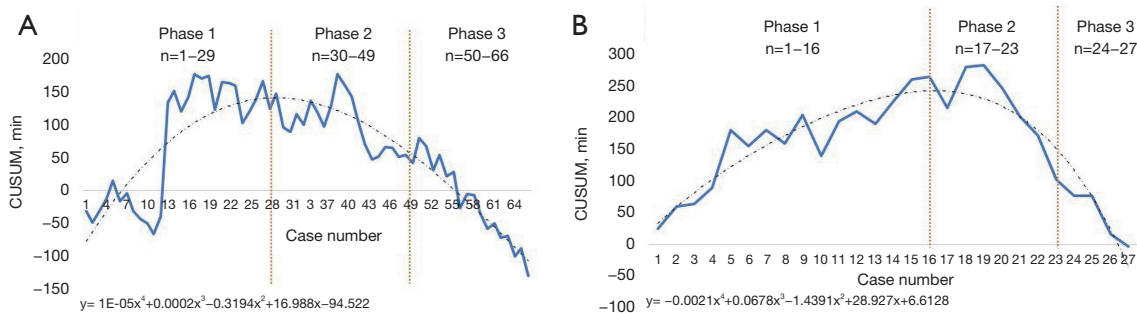 A
Phase 1
n=1−29
Phase 2
n=30−49
Phase 3
n=50−66
CUSUM, min
200
150
100
50
0
−50
−100
−150
1 4 7 10 13 16 19 22 25 28 31 34 37 40 43 46 49 52 55 58 61 64
Case number
y= 1E-05x⁴+0.0002x³−0.3194x²+16.988x−94.522
B
Phase 1
n=1−16
Phase 2
n=17−23
Phase 3
n=24−27
CUSUM, min
300
250
200
150
100
50
0
−50
−100
1 2 3 4 5 6 7 8 9 10 11 12 13 14 15 16 17 18 19 20 21 22 23 24 25 26 27
Case number
y= −0.0021x⁴+0.0678x³−1.4391x²+28.927x+6.6128